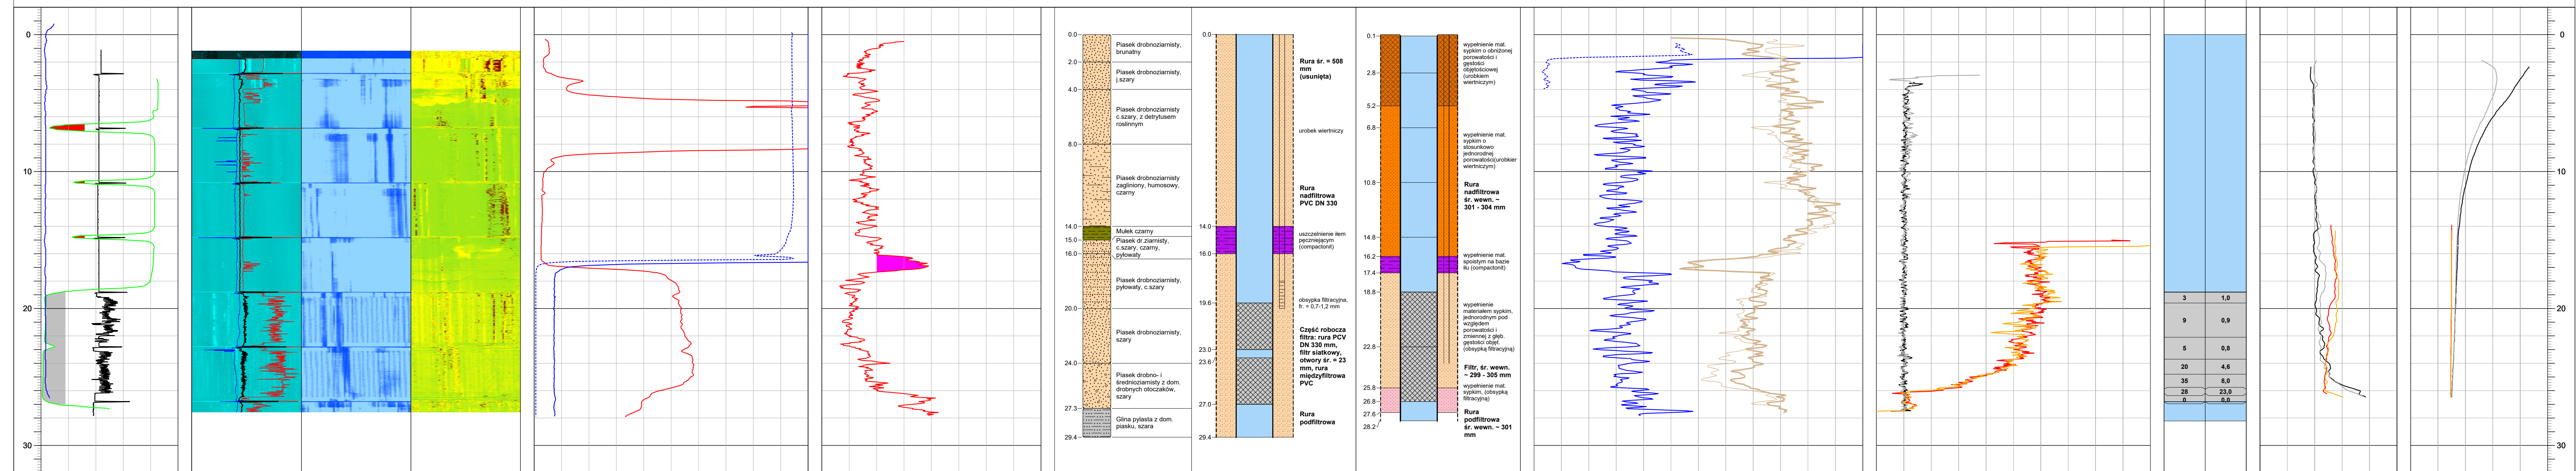 0
10
20
30
0.0
2.0
4.0
8.0
14.0
15.0
16.0
20.0
24.0
27.3
29.4
Piasek drobnoziarnisty,
brunatny
Piasek drobnoziarnisty,
j.szary
Piasek drobnoziarnisty
c.szary, z detrytusem
roslinnym
Piasek drobnoziarnisty
zagliniony, humosowy,
czarny
Mułek czarny
Piasek dr.ziarnisty,
c.szary, czarny,
pylowaty
Piasek drobnoziarnisty,
pyłowaty, c.szary
Piasek drobnoziarnisty,
szary
Piasek drobno- i
średnioziarnisty z dom.
drobnych otoczaków,
szary
Glina pylasta z dom.
piasku, szara
0.0
14.0
16.0
19.6
23.0
23.6
27.0
29.4
Rura śr. = 508
mm
(usunięta)
urobek wiertniczy
Rura
nadfiltrowa
PVC DN 330
uszczelnienie iłem
pęczniejącym
(compactonit)
obsypka filtracyjna,
fr. = 0,7-1,2 mm
Część robocza
filtra: rura PCV
DN 330 mm,
filtr siatkowy,
otwory śr. = 23
mm, rura
międzyfiltrowa
PVC
Rura
podfiltrowa
0.1
2.8
5.2
6.8
10.8
14.8
16.2
17.4
18.8
22.8
25.8
26.8
27.6
28.2
wypełnienie mat.
sypkim o obniżonej
porowatości i
gęstości
objętościowej
(urobkiem
wiertniczym)
wypełnienie mat.
sypkim o
stosunkowo
jednorodnej
porowatości(urobkiem
wiertniczym)
Rura
nadfiltrowa
śr. wewn. ~
301 - 304 mm
wypełnienie mat.
spoistym na bazie
iłu (compactonit)
wypełnienie
materiałem sypkim,
jednorodnym pod
względem
porowatości i
zmiennej z głęb.
gęstości objęt.
(obsypką filtracyjną)
Filtr, śr. wewn.
~ 299 - 305 mm
wypełnienie mat.
sypkim, (obsypką
filtracyjną)
Rura
podfiltrowa
śr. wewn. ~ 301
mm
3 1,0
9 0,9
5 0,8
20 4,6
35 8,0
28 23,0
0 0,0
0
10
20
30